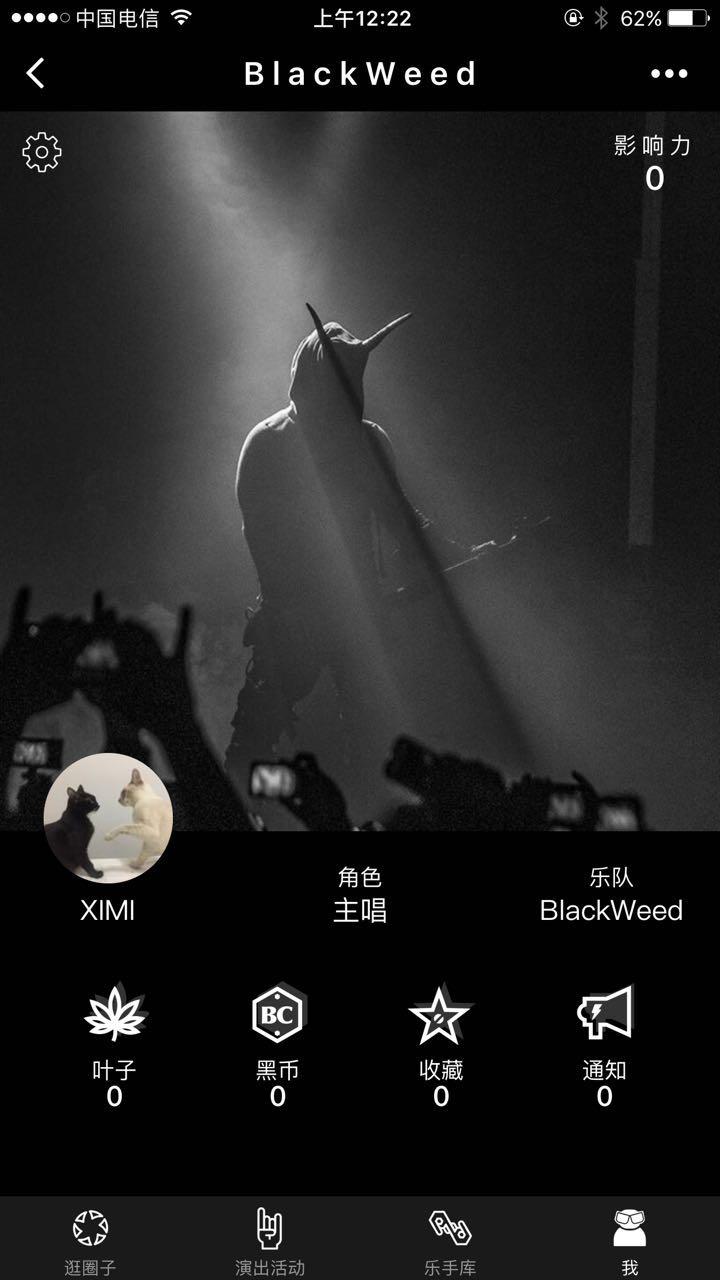 中国电信
上午12:22
62%
BlackWeed
影响力
0
XIMI
角色
主唱
乐队
BlackWeed
BC
叶子
0
黑币
0
收藏
0
通知
0
逛圈子
演出活动
乐手库
我